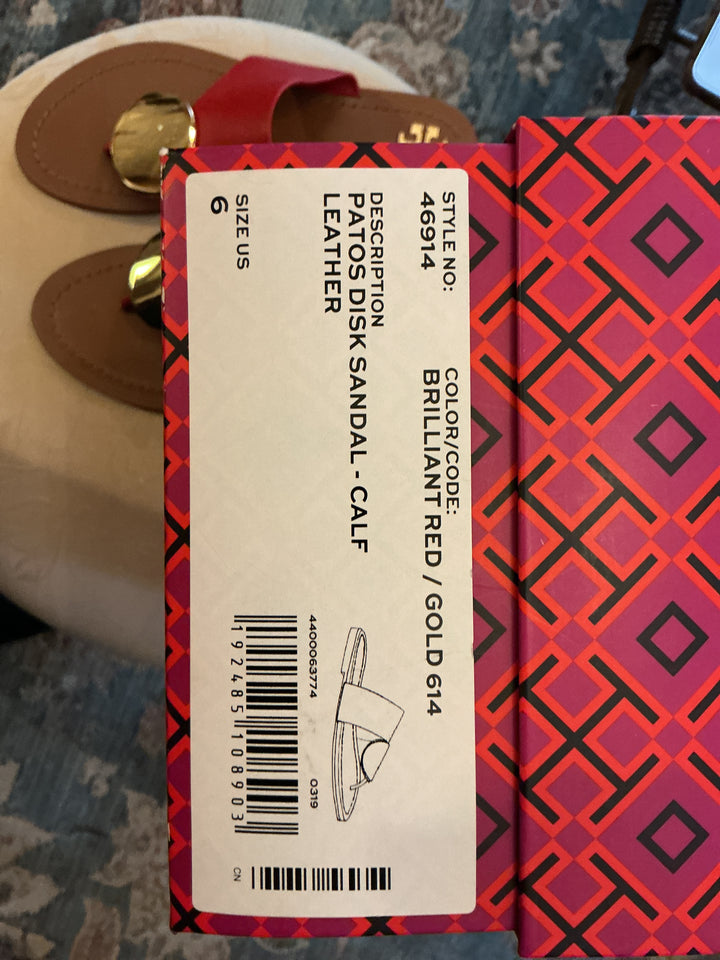 STYLE NO:
46914
COLOR/CODE:
BRILLIANT RED / GOLD 614
DESCRIPTION
PATOS DISK SANDAL - CALF
LEATHER
SIZE US
6
4400063774
0319
192485108903
CN